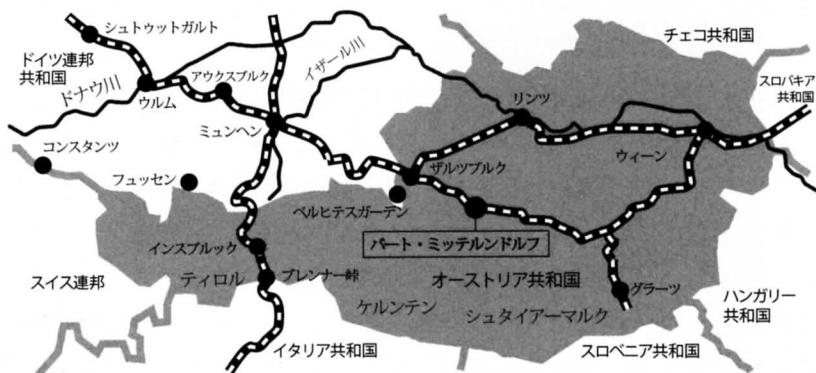 シュトゥットガルト
チェコ共和国
ドイツ連邦
共和国
アウクスブルク
イザール川
ドナウ川
ウルム
リンツ
スロバキア
共和国
ミュンヘン
ウィーン
コンスタンツ
ザルツブルク
フュッセン
ベルヒテスガーデン
バート・ミッテルンドルフ
インスブルック
スイス連邦
ティロル
ブレンナー峠
オーストリア共和国
グラーツ
ケルンテン
シュタイアーマルク
ハンガリー
共和国
イタリア共和国
スロベニア共和国